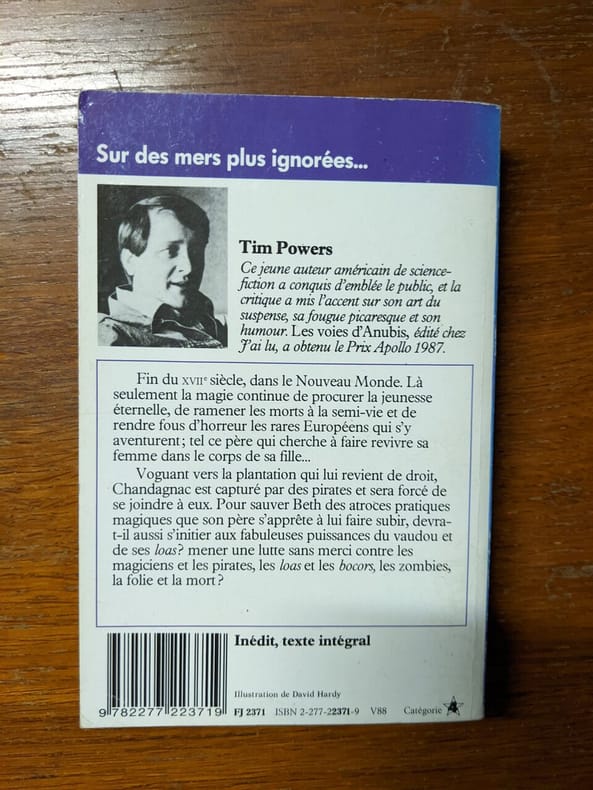 Sur des mers plus ignorées...
Tim Powers
Ce jeune auteur américain de science-
fiction a conquis d'emblée le public, et la
critique a mis l'accent sur son art du
suspense, sa fougue picaresque et son
humour. Les voies d'Anubis, édité chez
J'ai lu, a obtenu le Prix Apollo 1987.
Fin du XVIIe siècle, dans le Nouveau Monde. Là
seulement la magie continue de procurer la jeunesse
éternelle, de ramener les morts à la semi-vie et de
rendre fous d'horreur les rares Européens qui s'y
aventurent; tel ce père qui cherche à faire revivre sa
femme dans le corps de sa fille...
Voguant vers la plantation qui lui revient de droit,
Chandagnac est capturé par des pirates et sera forcé de
se joindre à eux. Pour sauver Beth des atroces pratiques
magiques que son père s'apprête à lui faire subir, devra-
t-il aussi s'initier aux fabuleuses puissances du vaudou et
de ses loas? mener une lutte sans merci contre les
magiciens et les pirates, les loas et les bocors, les zombies,
la folie et la mort?
Inédit, texte intégral
Illustration de David Hardy
9 782277 223719
FJ 2371 ISBN 2-277-22371-9 V88 Catégorie